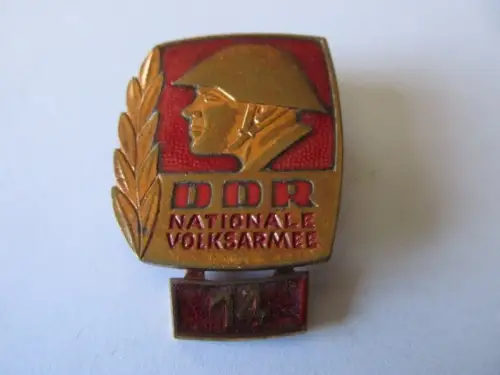 DDR
NATIONALE
VOLKSARMEE
14